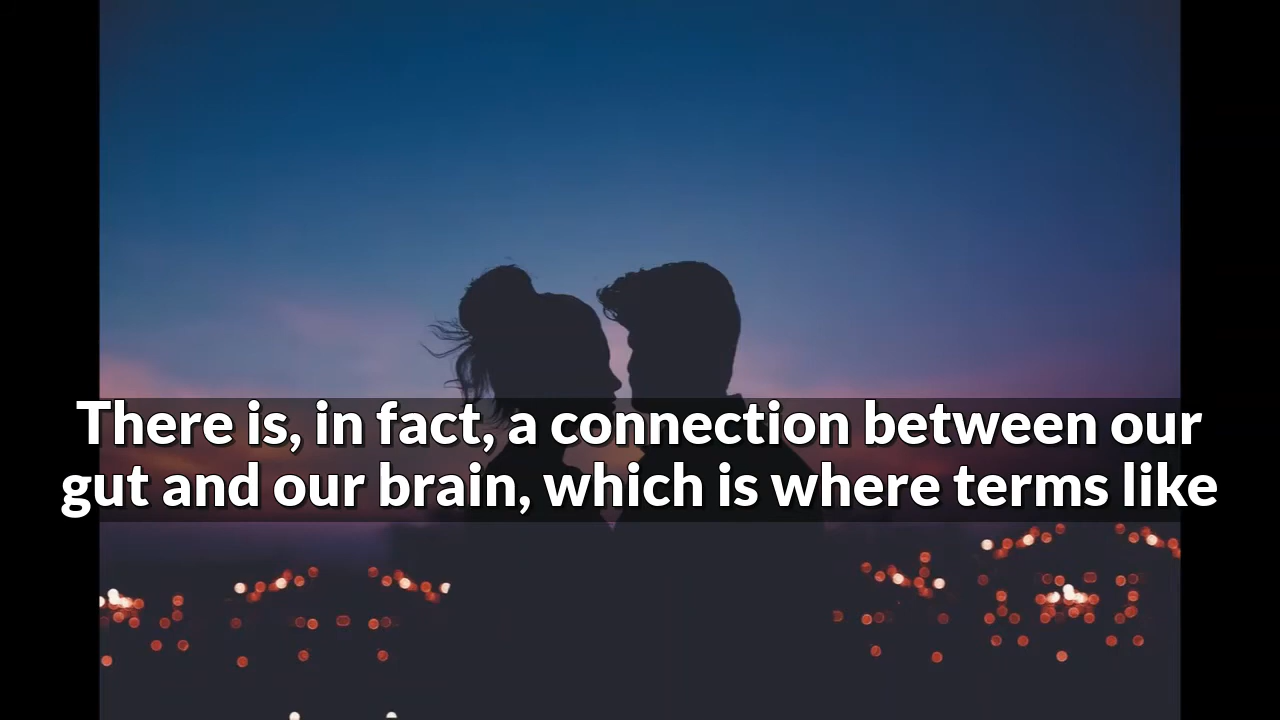 There is, in fact, a connection between our
gut and our brain, which is where terms like